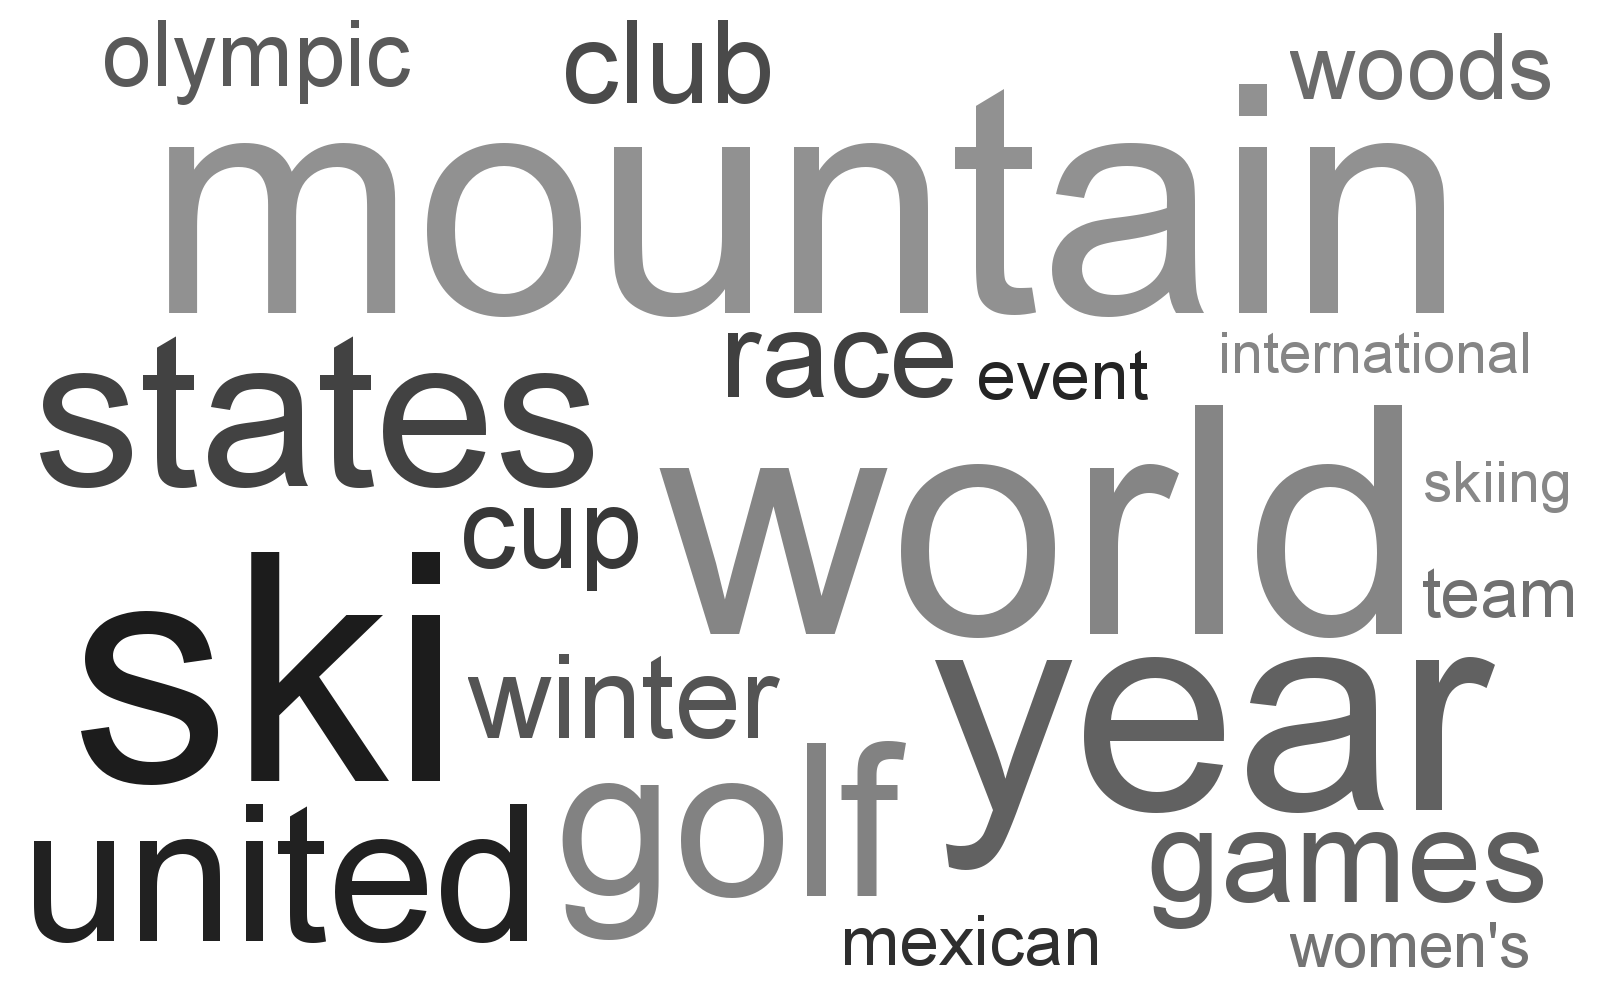 olympic club woods
mountain
states race event international
cup world skiing
team
ski winter year
united golf games
mexican women's